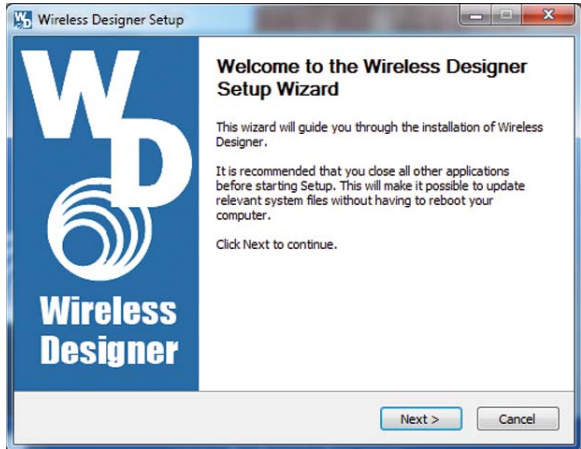 Wireless Designer Setup
WD
Wireless
Designer
Welcome to the Wireless Designer
Setup Wizard
This wizard will guide you through the installation of Wireless
Designer.
It is recommended that you close all other applications
before starting Setup. This will make it possible to update
relevant system files without having to reboot your
computer.
Click Next to continue.
Next >
Cancel